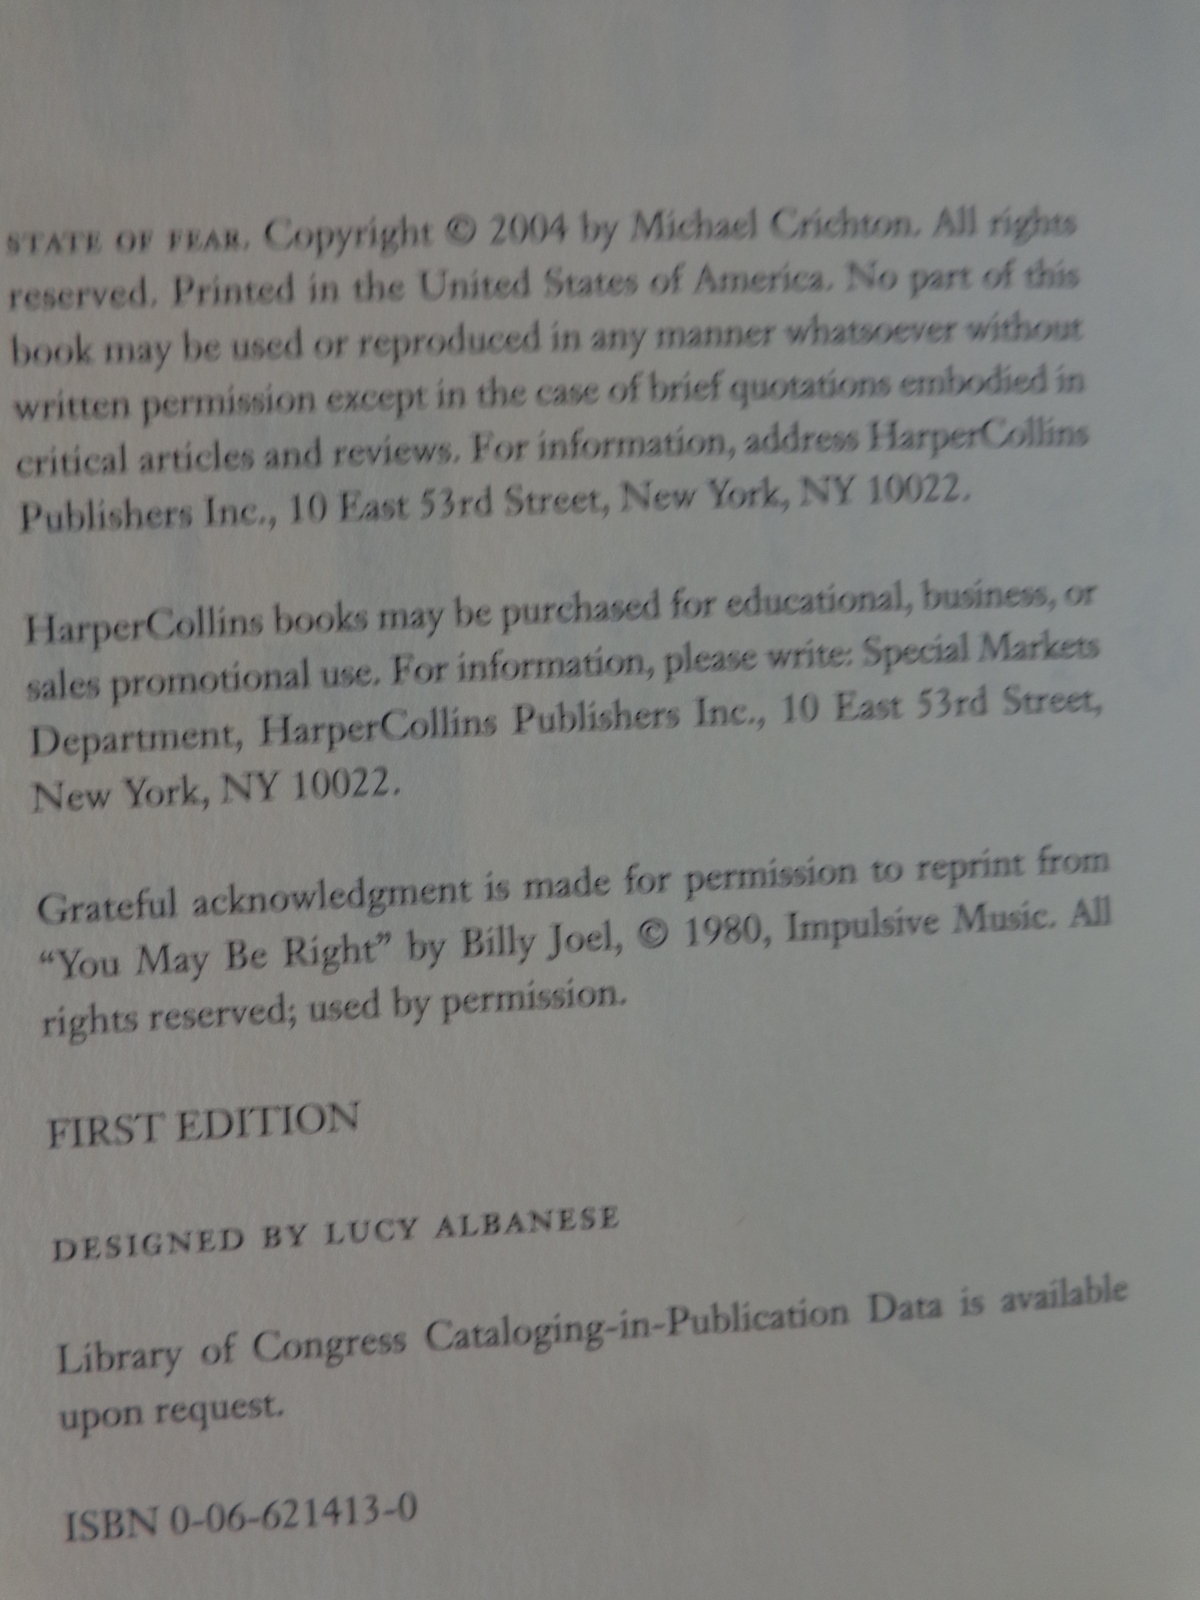 STATE OF FEAR. Copyright © 2004 by Michael Crichton. All rights
reserved. Printed in the United States of America. No part of this
book may be used or reproduced in any manner whatsoever without
written permission except in the case of brief quotations embodied in
critical articles and reviews. For information, address HarperCollins
Publishers Inc., 10 East 53rd Street, New York, NY 10022.
HarperCollins books may be purchased for educational, business, or
sales promotional use. For information, please write: Special Markets
Department, HarperCollins Publishers Inc., 10 East 53rd Street,
New York, NY 10022.
Grateful acknowledgment is made for permission to reprint from
“You May Be Right” by Billy Joel, © 1980, Impulsive Music. All
rights reserved; used by permission.
FIRST EDITION
DESIGNED BY LUCY ALBANESE
Library of Congress Cataloging-in-Publication Data is available
upon request.
ISBN 0-06-621413-0